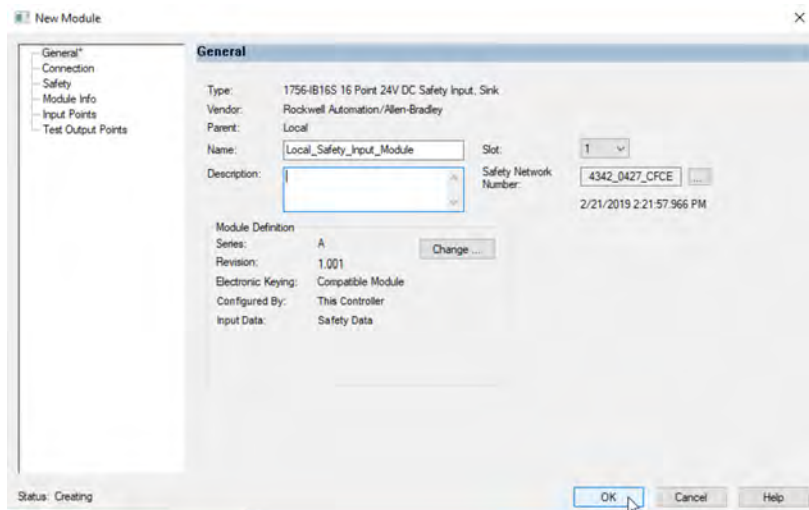 New Module
General*
Connection
Safety
Module Info
Input Points
Test Output Points
General
Type: 1756-IB16S 16 Point 24V DC Safety Input, Sink
Vendor: Rockwell Automation/Allen-Bradley
Parent: Local
Name: Local_Safety_Input_Module Slot: 1
Description: Safety Network Number: 4342_0427_CFCE ...
2/21/2019 2:21:57.966 PM
Module Definition
Series: A Change ...
Revision: 1.001
Electronic Keying: Compatible Module
Configured By: This Controller
Input Data: Safety Data
Status: Creating OK Cancel Help